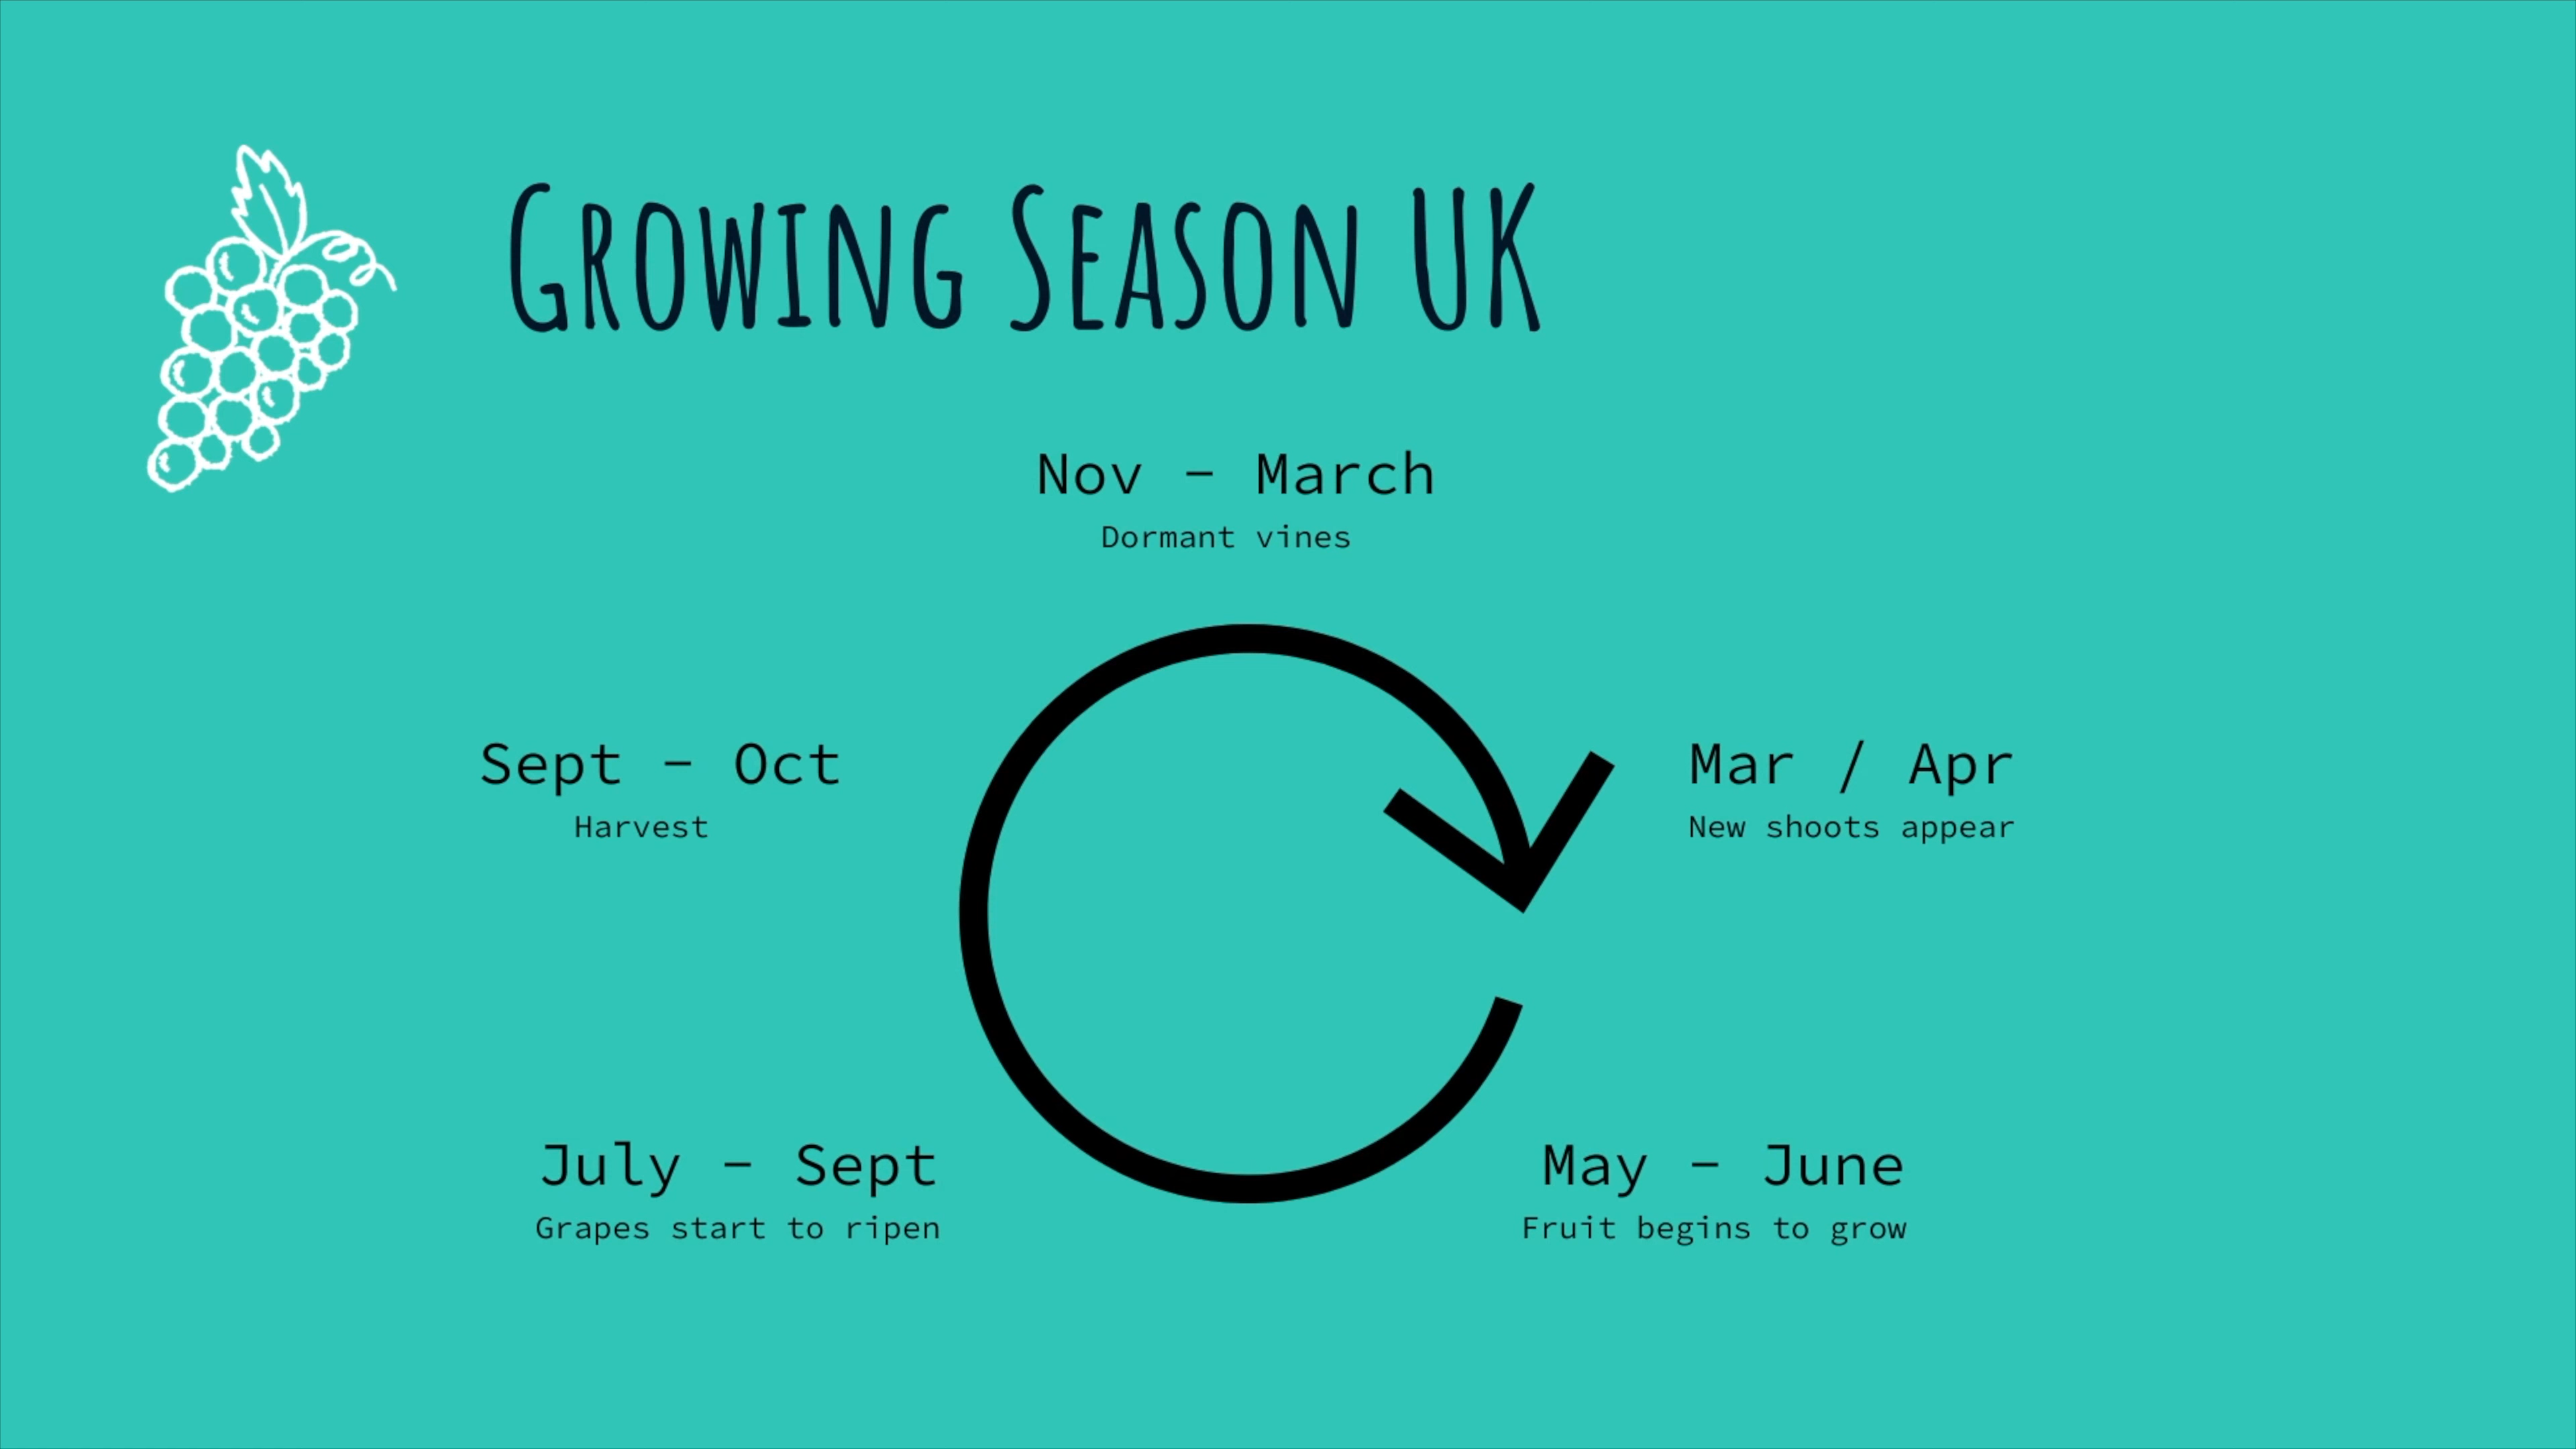 Growing Season UK
Nov - March
Dormant vines
Sept - Oct
Harvest
Mar / Apr
New shoots appear
July - Sept
Grapes start to ripen
May - June
Fruit begins to grow